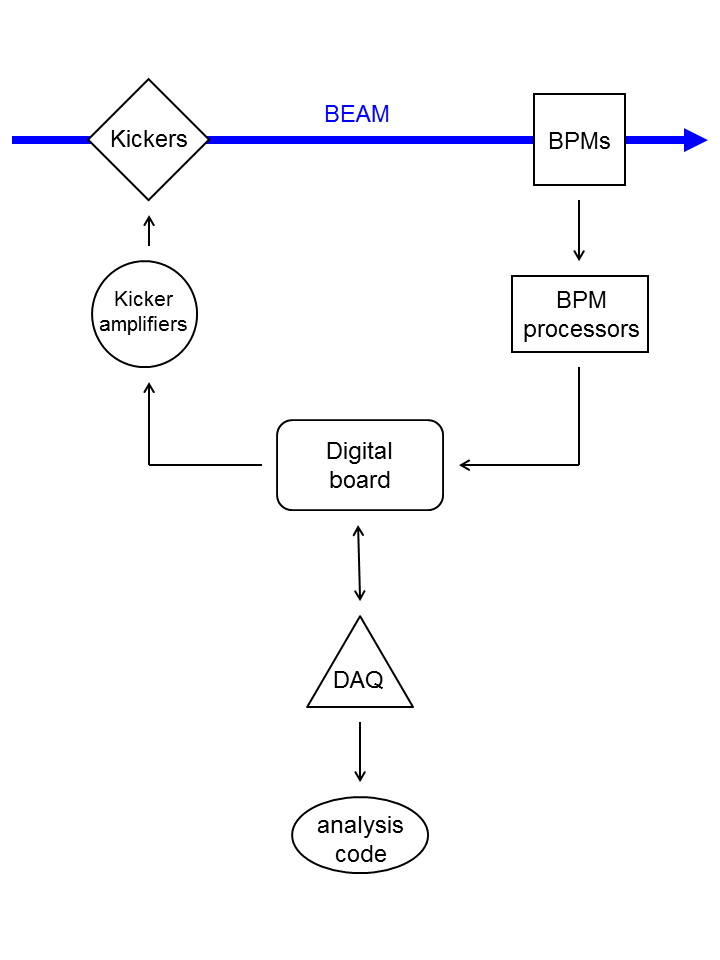 BEAM
Kickers
BPMs
Kicker
amplifiers
BPM
processors
Digital
board
DAQ
analysis
code